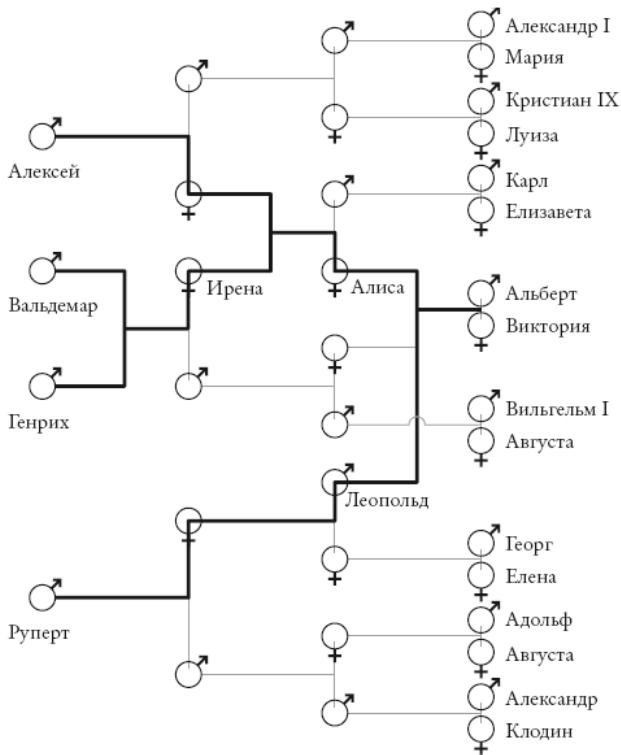 Александр I
Мария
Кристиан IX
Луиза
Алексей
Карл
Елизавета
Ирена
Алиса
Вальдемар
Альберт
Виктория
Генрих
Вильгельм I
Августа
Леопольд
Георг
Елена
Руперт
Адольф
Августа
Александр
Клодин